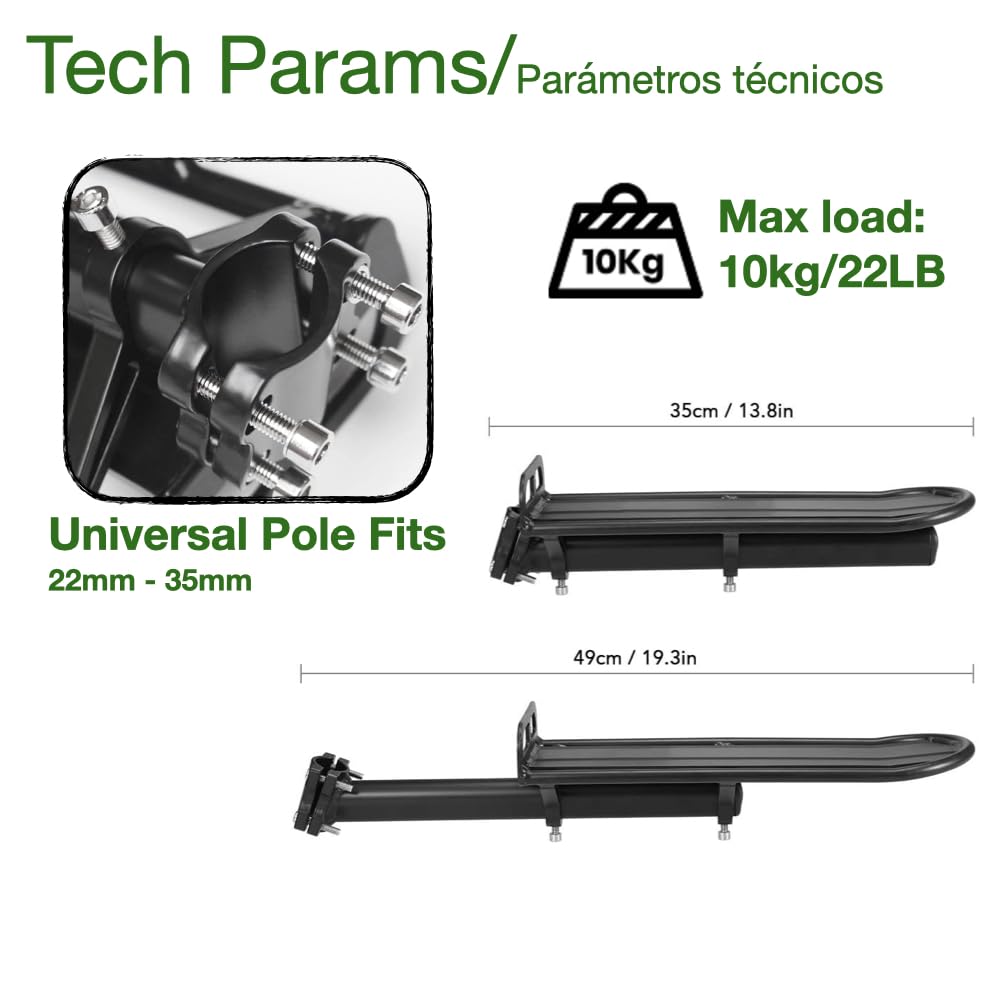 Tech Params/Parámetros técnicos
10Kg
Max load:
10kg/22LB
35cm / 13.8in
Universal Pole Fits
22mm - 35mm
49cm / 19.3in